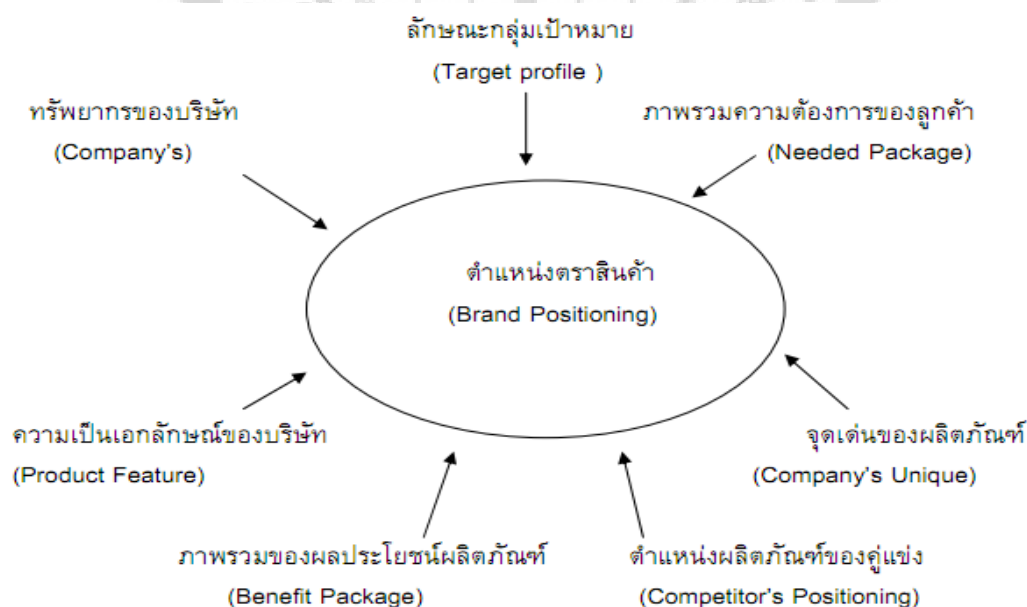 ลักษณะกลุ่มเป้าหมาย
(Target profile )
ทรัพยากรของบริษัท
(Company's)
ภาพรวมความต้องการของลูกค้า
(Needed Package)
ตำแหน่งตราสินค้า
(Brand Positioning)
ความเป็นเอกลักษณ์ของบริษัท
(Product Feature)
จุดเด่นของผลิตภัณฑ์
(Company's Unique)
ภาพรวมของผลประโยชน์ผลิตภัณฑ์
(Benefit Package)
ตำแหน่งผลิตภัณฑ์ของคู่แข่ง
(Competitor's Positioning)